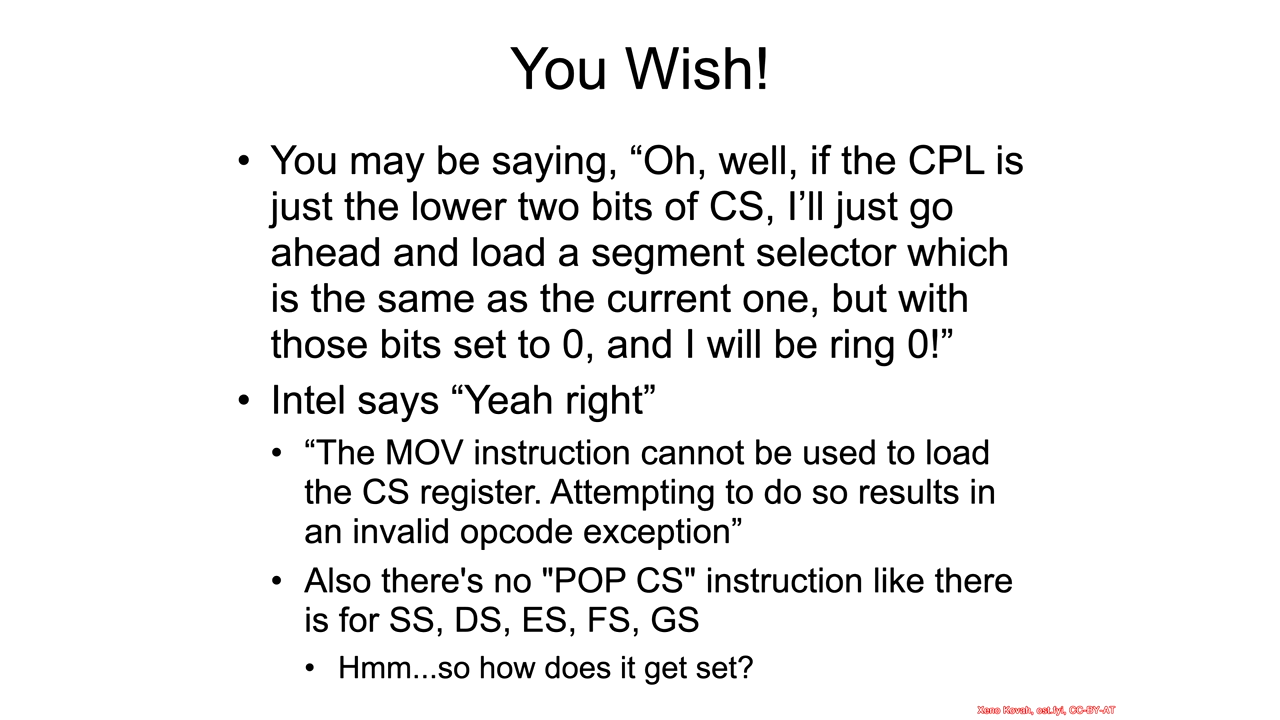 You Wish!
• You may be saying, “Oh, well, if the CPL is
just the lower two bits of CS, I’ll just go
ahead and load a segment selector which
is the same as the current one, but with
those bits set to 0, and I will be ring 0!”
• Intel says “Yeah right”
• “The MOV instruction cannot be used to load
the CS register. Attempting to do so results in
an invalid opcode exception”
• Also there's no "POP CS" instruction like there
is for SS, DS, ES, FS, GS
• Hmm...so how does it get set?
Xeno Kovah, ost.fyi, CC-BY-AT